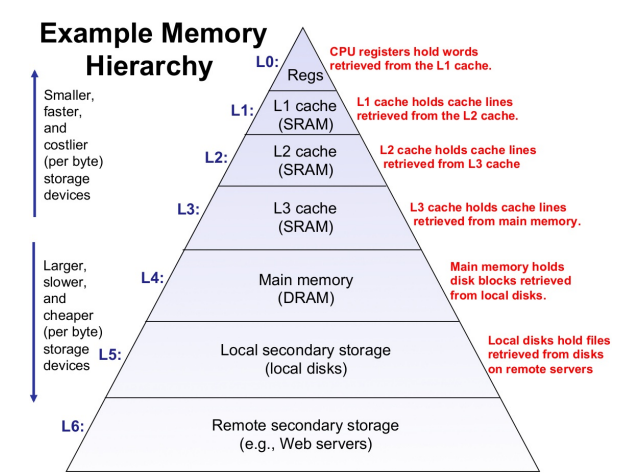 Example Memory
Hierarchy
L0:
Regs
CPU registers hold words
retrieved from the L1 cache.
Smaller,
faster,
and
costlier
(per byte)
storage
devices
L1:
L1 cache
(SRAM)
L1 cache holds cache lines
retrieved from the L2 cache.
L2:
L2 cache
(SRAM)
L2 cache holds cache lines
retrieved from L3 cache
L3:
L3 cache
(SRAM)
L3 cache holds cache lines
retrieved from main memory.
Larger,
slower,
and
cheaper
(per byte)
storage
devices
L4:
Main memory
(DRAM)
Main memory holds
disk blocks retrieved
from local disks.
L5:
Local secondary storage
(local disks)
Local disks hold files
retrieved from disks
on remote servers
L6:
Remote secondary storage
(e.g., Web servers)